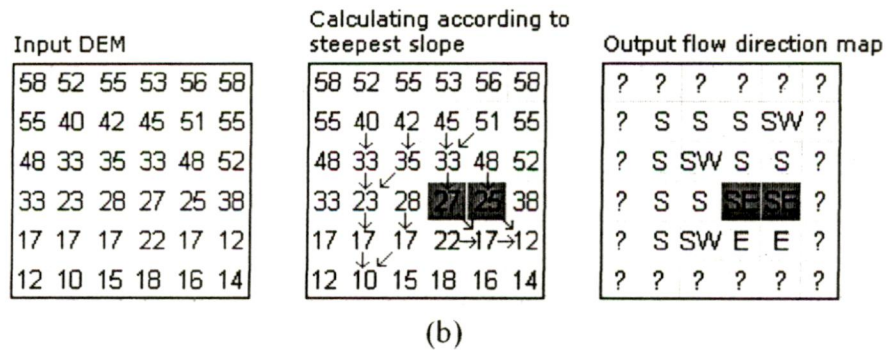 Input DEM
58 52 55 53 56 58
55 40 42 45 51 55
48 33 35 33 48 52
33 23 28 27 25 38
17 17 17 22 17 12
12 10 15 18 16 14
Calculating according to
steepest slope
58 52 55 53 56 58
55 40 42 45 51 55
48 33 35 33 48 52
33 23 28 27 25 38
17 17 17 22 17 12
12 10 15 18 16 14
Output flow direction map
? ? ? ? ? ?
? S S S SW ?
? S SW S S ?
? S S SE SE ?
? S SW E E ?
? ? ? ? ? ?
(b)